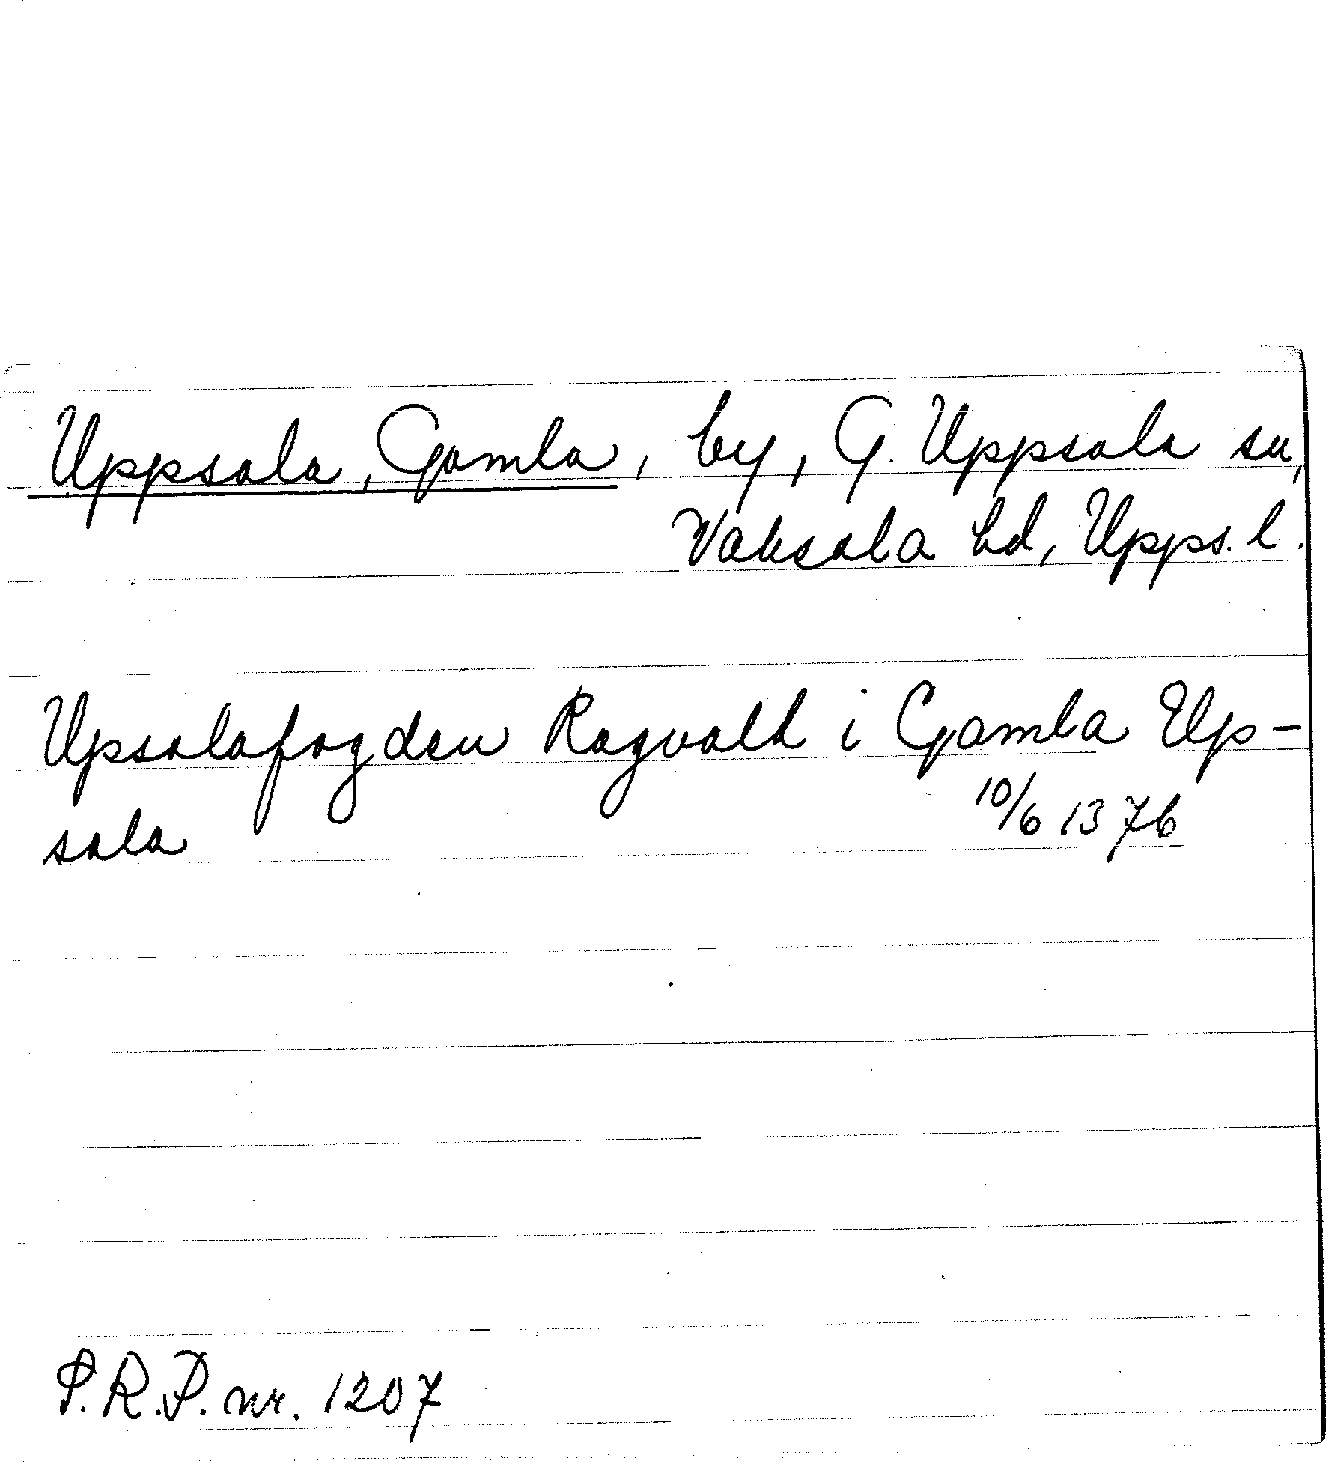 Uppsala, Gamla, by, G. Uppsala sn,
Vaksala hd, Upps. l.
Upsalafogden Ragvald i Gamla Up-
sala
10/6 1376
P.R.P. nr. 1207